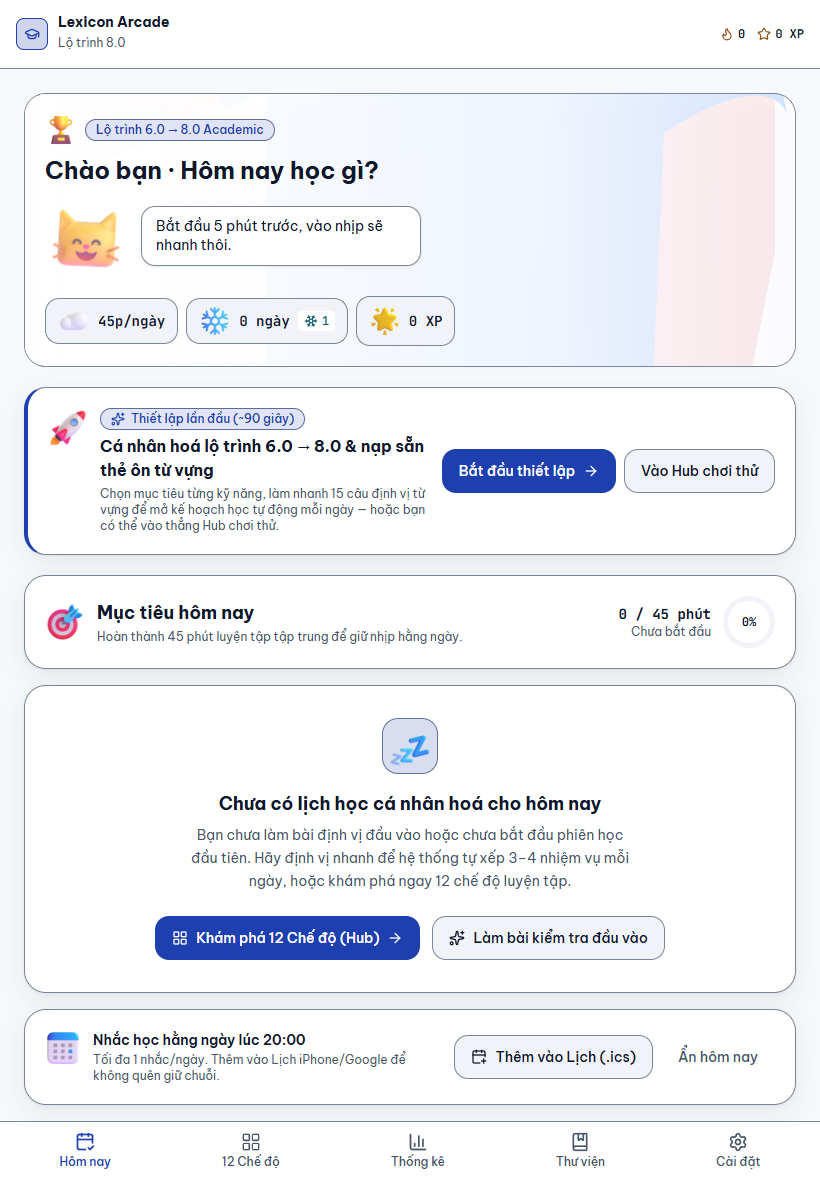 Lexicon Arcade
Lộ trình 8.0
0
0 XP
Lộ trình 6.0 → 8.0 Academic
Chào bạn · Hôm nay học gì?
Bắt đầu 5 phút trước, vào nhịp sẽ
nhanh thôi.
45p/ngày
0 ngày
1
0 XP
Thiết lập lần đầu (~90 giây)
Cá nhân hoá lộ trình 6.0 → 8.0 & nạp sẵn
thẻ ôn từ vựng
Chọn mục tiêu từng kỹ năng, làm nhanh 15 câu định vị từ
vựng để mở kế hoạch học tự động mỗi ngày — hoặc bạn
có thể vào thẳng Hub chơi thử.
Bắt đầu thiết lập →
Vào Hub chơi thử
Mục tiêu hôm nay
Hoàn thành 45 phút luyện tập tập trung để giữ nhịp hằng ngày.
0 / 45 phút
Chưa bắt đầu
0%
zzZ
Chưa có lịch học cá nhân hoá cho hôm nay
Bạn chưa làm bài định vị đầu vào hoặc chưa bắt đầu phiên học
đầu tiên. Hãy định vị nhanh để hệ thống tự xếp 3–4 nhiệm vụ mỗi
ngày, hoặc khám phá ngay 12 chế độ luyện tập.
Khám phá 12 Chế độ (Hub) →
Làm bài kiểm tra đầu vào
Nhắc học hằng ngày lúc 20:00
Tối đa 1 nhắc/ngày. Thêm vào Lịch iPhone/Google để
không quên giữ chuỗi.
Thêm vào Lịch (.ics)
Ẩn hôm nay
Hôm nay
12 Chế độ
Thống kê
Thư viện
Cài đặt